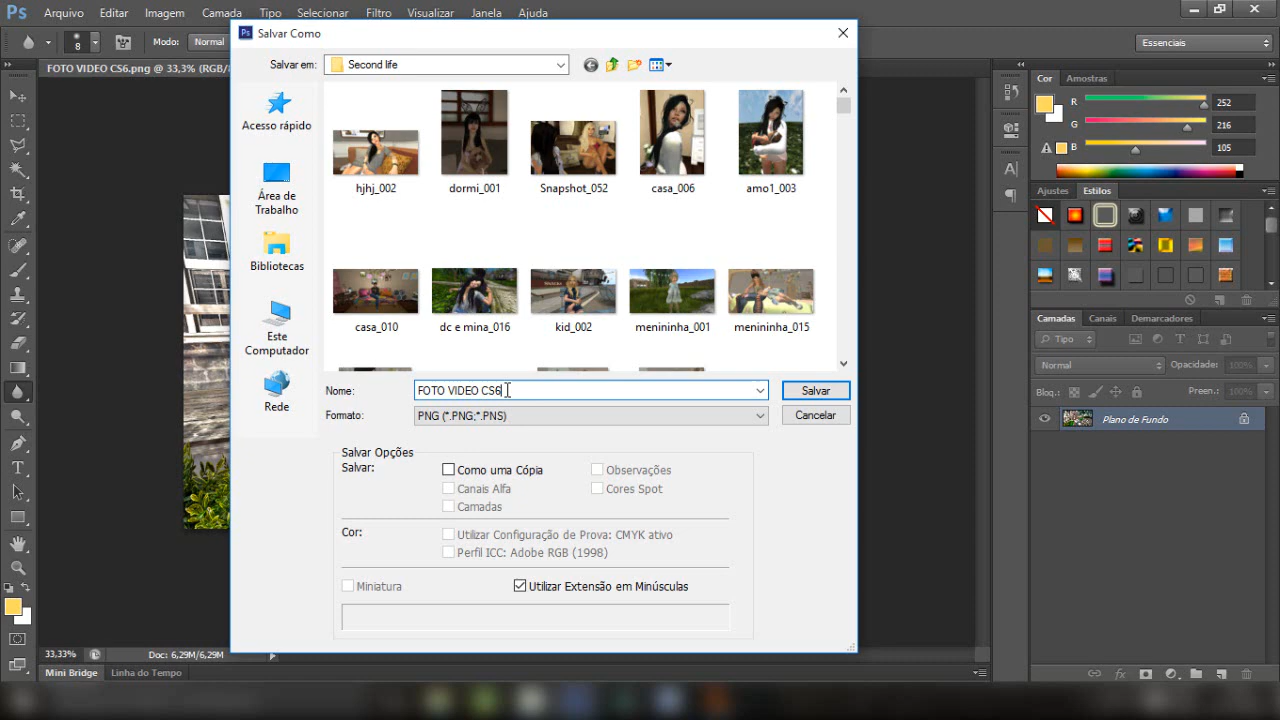 Ps Arquivo Editar Imagem Camada Tipo Selecionar Filtro Visualizar Janela Ajuda
8 Modo: Normal Essenciais
FOTO VIDEO CS6.png @ 33,3% (RGB/8
Ps Salvar Como
Salvar em: Second life
Acesso rápido
Área de Trabalho
Bibliotecas
Este Computador
Rede
hjhj_002 dormi_001 Snapshot_052 casa_006 amo1_003
casa_010 dc e mina_016 kid_002 menininha_001 menininha_015
Nome: FOTO VIDEO CS6 Salvar
Formato: PNG (*.PNG;*.PNS) Cancelar
Salvar Opções
Salvar: Como uma Cópia Observações
Canais Alfa Cores Spot
Camadas
Cor: Utilizar Configuração de Prova: CMYK ativo
Perfil ICC: Adobe RGB (1998)
Miniatura Utilizar Extensão em Minúsculas
Cor Amostras
R 252
G 216
B 105
Ajustes Estilos
Camadas Canais Demarcadores
Tipo
Normal Opacidade: 100%
Bloq.: Preen.: 100%
Plano de Fundo
33,33% Doc: 6,29M/6,29M
Mini Bridge Linha do Tempo